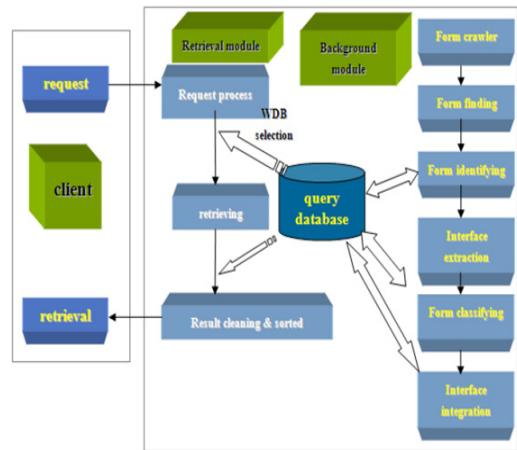 Retrieval module
Background
module
Form crawler
request
Request process
WDB
selection
Form finding
client
query
database
Form identifying
retrieving
Interface
extraction
retrieval
Result cleaning & sorted
Form classifying
Interface
integration